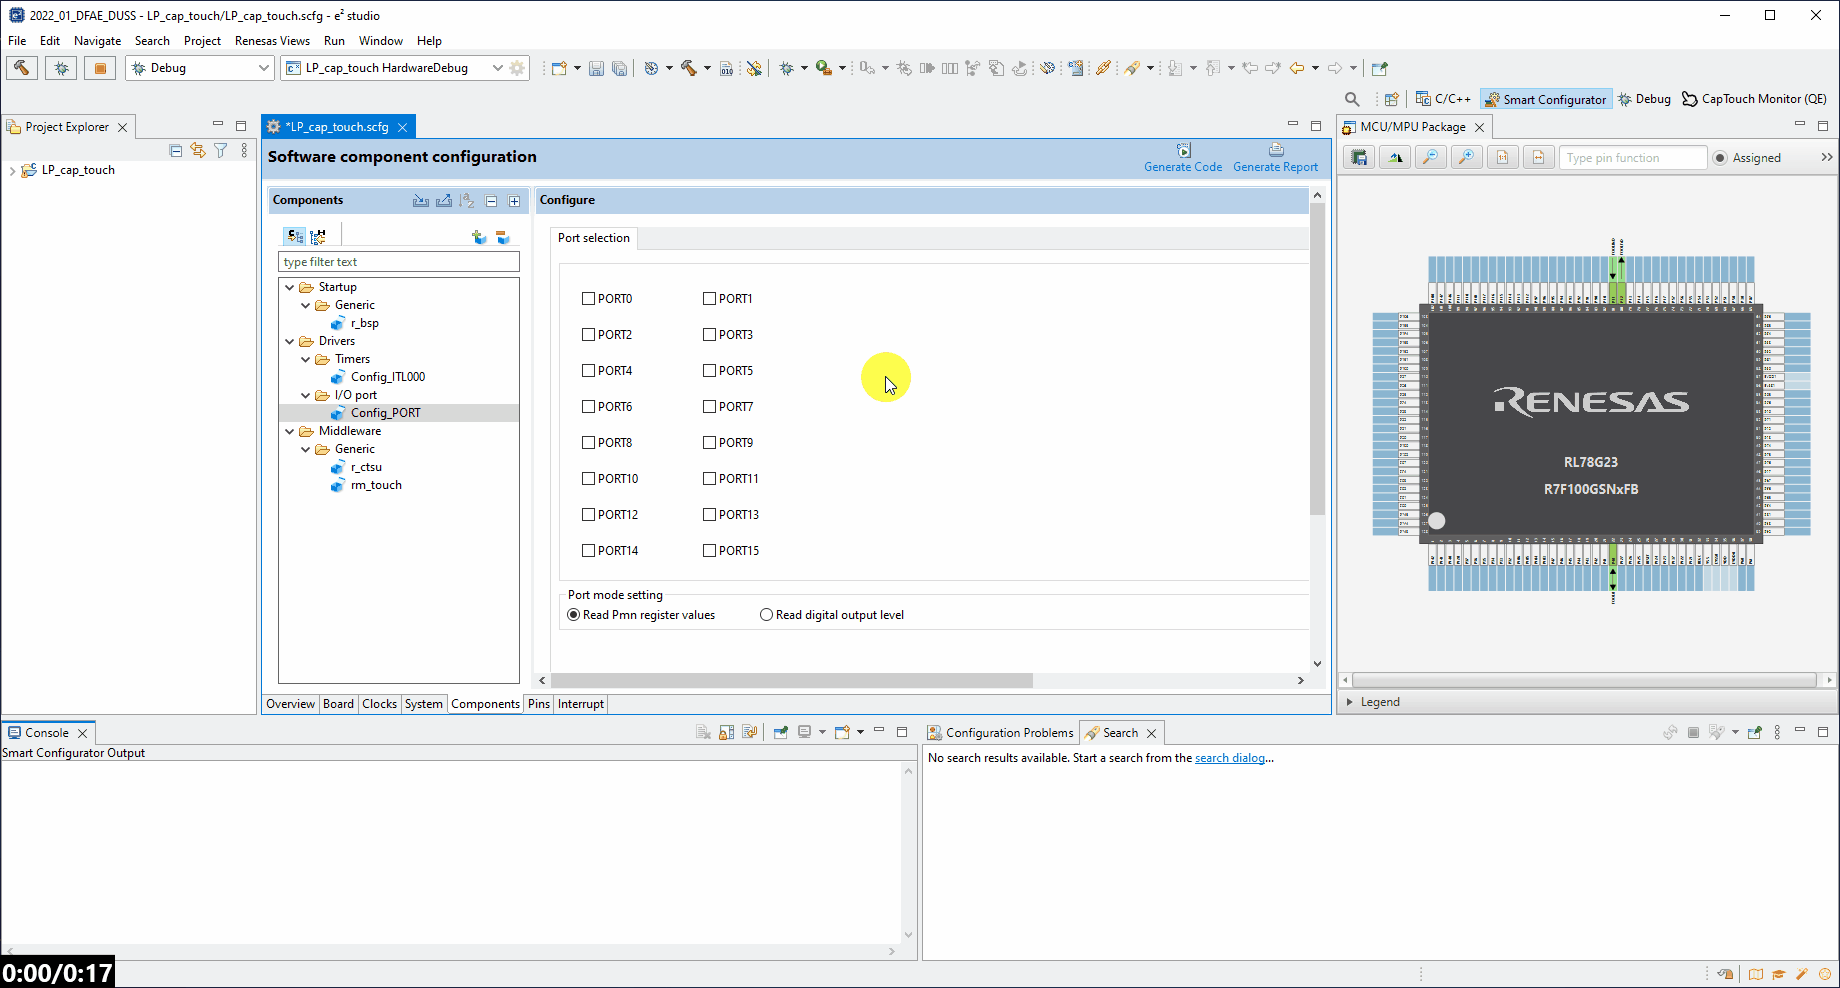 2022_01_DFAE_DUSS - LP_cap_touch/LP_cap_touch.scfg - e² studio
File Edit Navigate Search Project Renesas Views Run Window Help
Debug
LP_cap_touch HardwareDebug
C/C++ Smart Configurator Debug CapTouch Monitor (QE)
Project Explorer
LP_cap_touch
*LP_cap_touch.scfg
Software component configuration
Generate Code Generate Report
Components
type filter text
Startup
Generic
r_bsp
Drivers
Timers
Config_ITL000
I/O port
Config_PORT
Middleware
Generic
r_ctsu
rm_touch
Configure
Port selection
PORT0 PORT1
PORT2 PORT3
PORT4 PORT5
PORT6 PORT7
PORT8 PORT9
PORT10 PORT11
PORT12 PORT13
PORT14 PORT15
Port mode setting
Read Pmn register values Read digital output level
Overview Board Clocks System Components Pins Interrupt
MCU/MPU Package
Type pin function
Assigned
RENESAS
RL78G23
R7F100GSNxFB
Legend
Console
Smart Configurator Output
Configuration Problems Search
No search results available. Start a search from the search dialog...
0:00/0:17